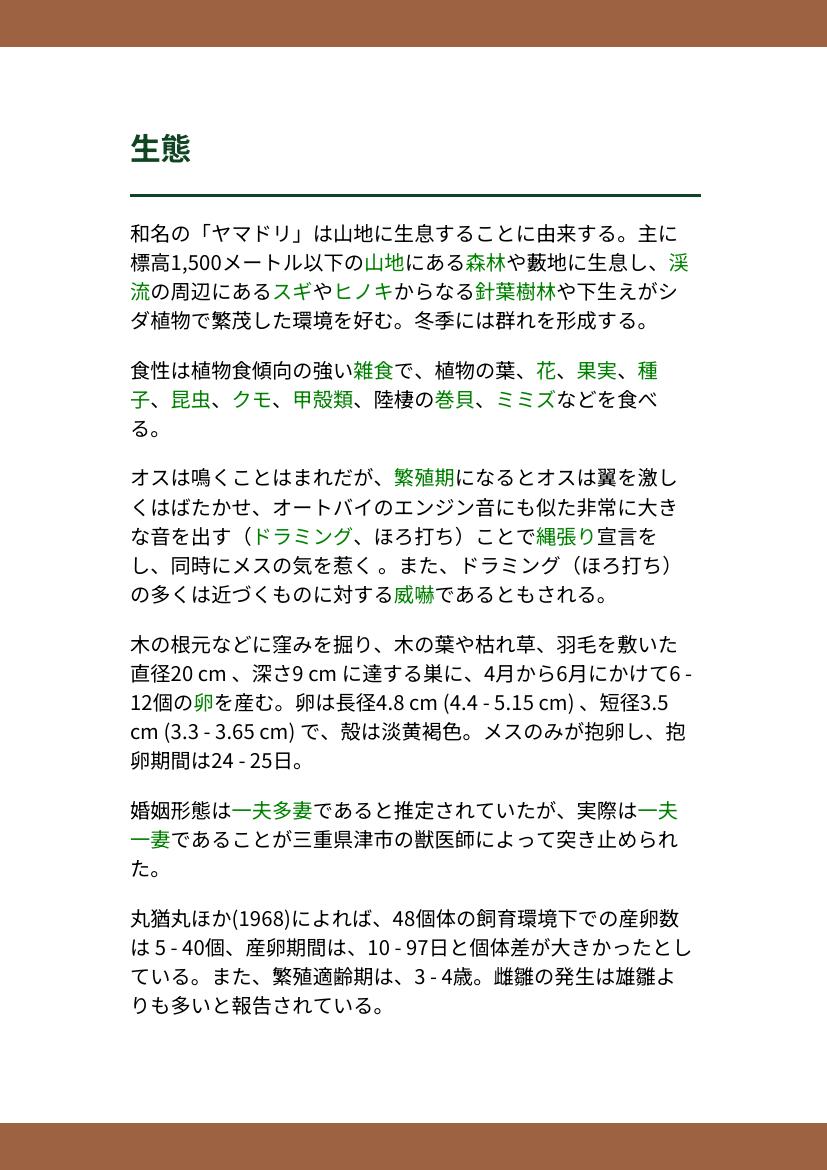 生態
和名の「ヤマドリ」は山地に生息することに由来する。主に
標高1,500メートル以下の山地にある森林や藪地に生息し、渓
流の周辺にあるスギやヒノキからなる針葉樹林や下生えがシ
ダ植物で繁茂した環境を好む。冬季には群れを形成する。
食性は植物食傾向の強い雑食で、植物の葉、花、果実、種
子、昆虫、クモ、甲殻類、陸棲の巻貝、ミミズなどを食べ
る。
オスは鳴くことはまれだが、繁殖期になるとオスは翼を激し
くはばたかせ、オートバイのエンジン音にも似た非常に大き
な音を出す（ドラミング、ほろ打ち）ことで縄張り宣言を
し、同時にメスの気を惹く 。また、ドラミング（ほろ打ち）
の多くは近づくものに対する威嚇であるともされる。
木の根元などに窪みを掘り、木の葉や枯れ草、羽毛を敷いた
直径20 cm 、深さ9 cm に達する巣に、4月から6月にかけて6 -
12個の卵を産む。卵は長径4.8 cm (4.4 - 5.15 cm) 、短径3.5
cm (3.3 - 3.65 cm) で、殻は淡黄褐色。メスのみが抱卵し、抱
卵期間は24 - 25日。
婚姻形態は一夫多妻であると推定されていたが、実際は一夫
一妻であることが三重県津市の獣医師によって突き止められ
た。
丸猶丸ほか(1968)によれば、48個体の飼育環境下での産卵数
は 5 - 40個、産卵期間は、10 - 97日と個体差が大きかったとし
ている。また、繁殖適齢期は、3 - 4歳。雌雛の発生は雄雛よ
りも多いと報告されている。